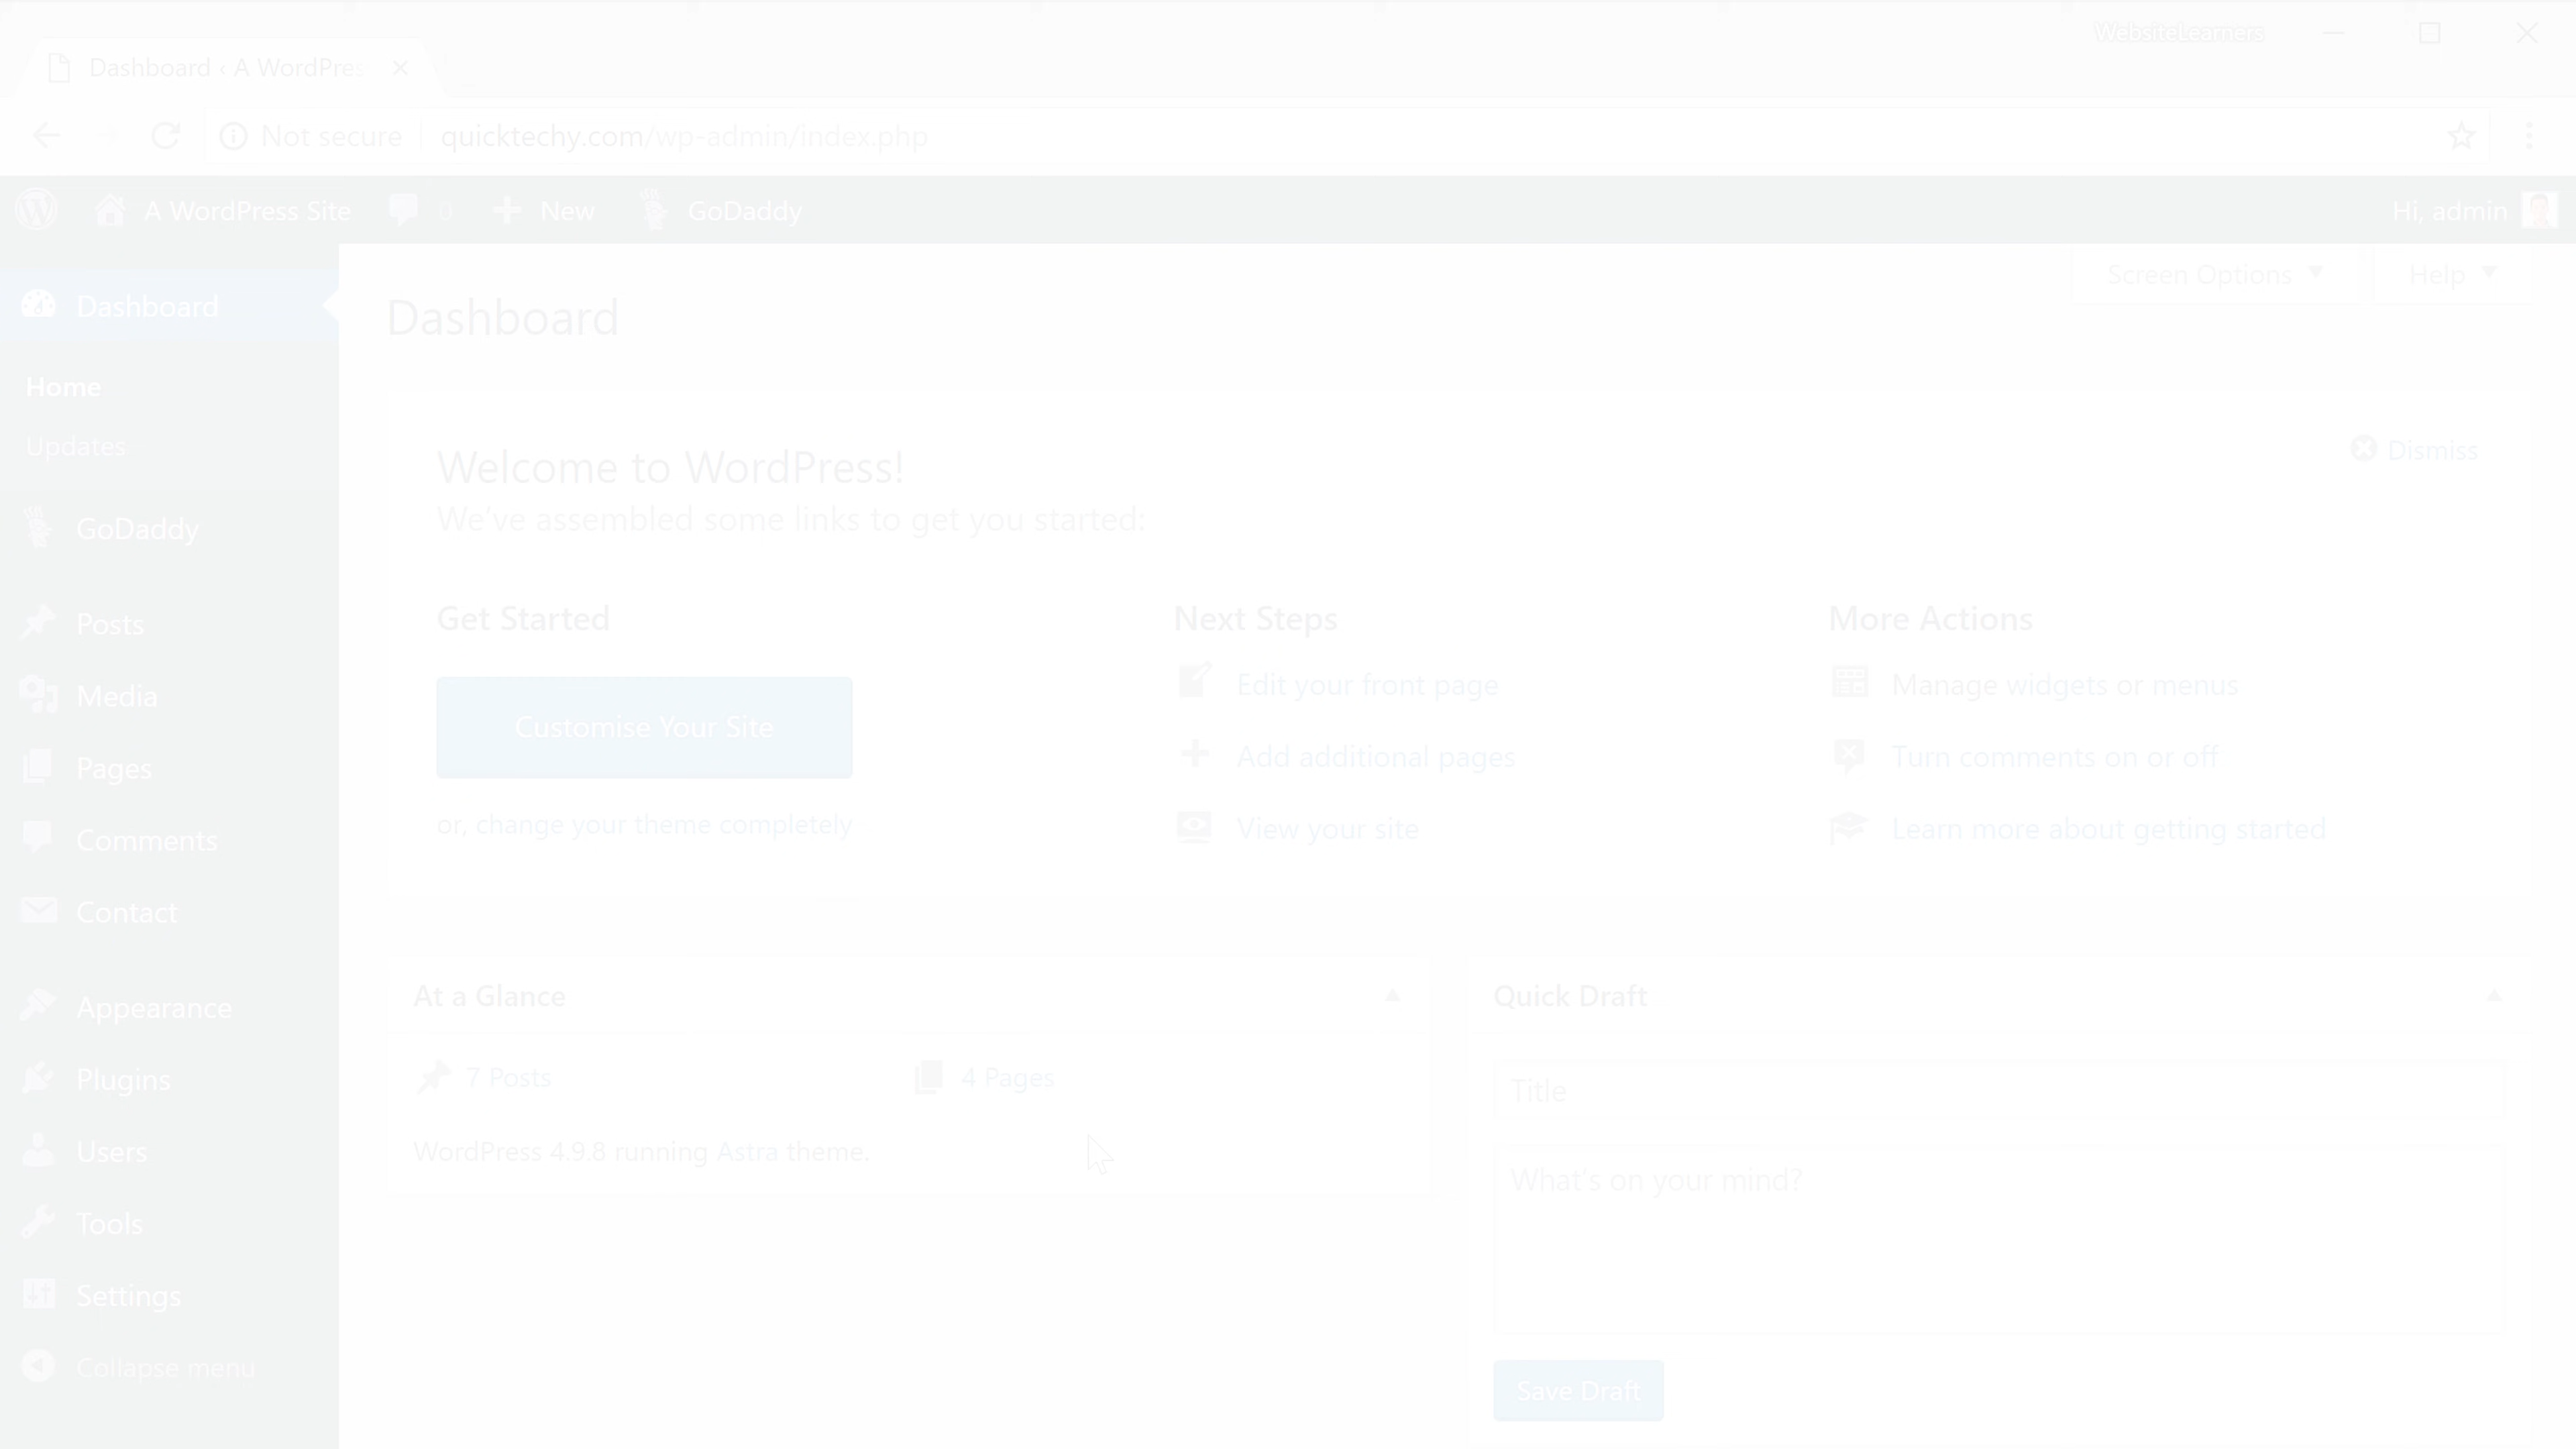 WebsiteLearners
Dashboard ‹ A WordPres
Not secure quicktechy.com/wp-admin/index.php
A WordPress Site 0 New GoDaddy Hi, admin
Screen Options Help
Dashboard
Home
Updates
GoDaddy
Posts
Media
Pages
Comments
Contact
Appearance
Plugins
Users
Tools
Settings
Collapse menu
Dashboard
Welcome to WordPress!
Dismiss
We've assembled some links to get you started:
Get Started
Customise Your Site
or, change your theme completely
Next Steps
Edit your front page
Add additional pages
View your site
More Actions
Manage widgets or menus
Turn comments on or off
Learn more about getting started
At a Glance
7 Posts 4 Pages
WordPress 4.9.8 running Astra theme.
Quick Draft
Title
What's on your mind?
Save Draft